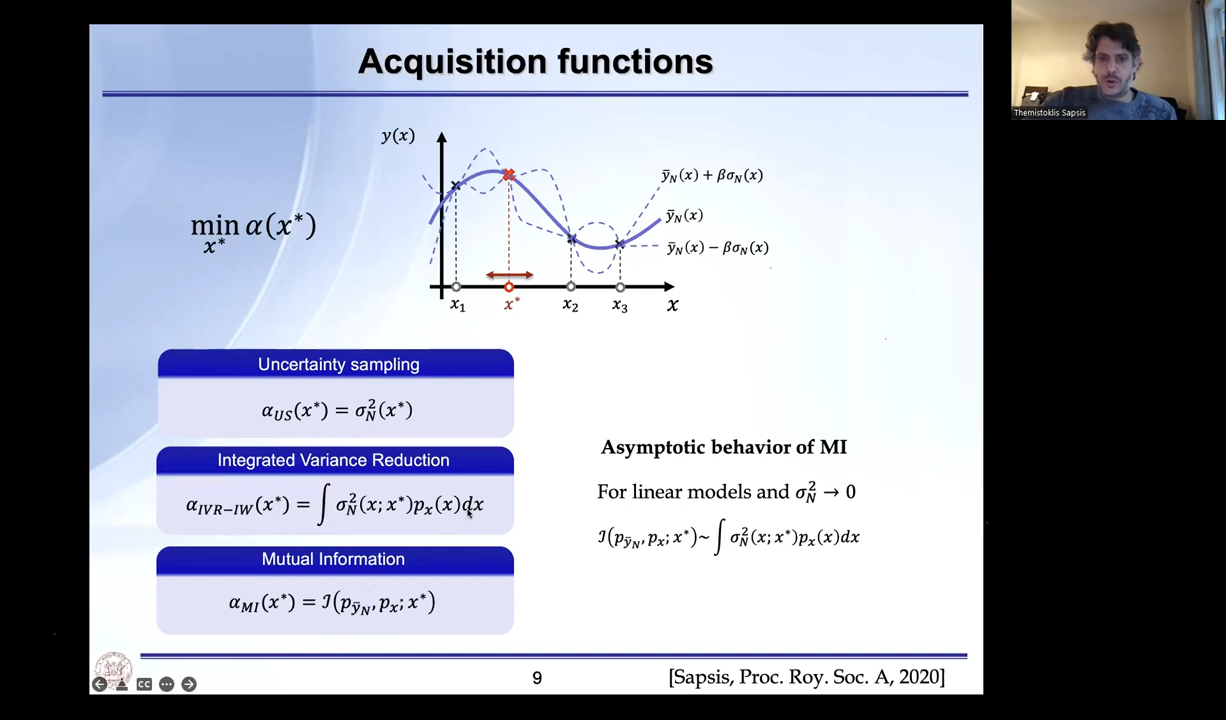 Acquisition functions
Themistoklis Sapsis
y(x)
ȳ_N(x) + βσ_N(x)
ȳ_N(x)
ȳ_N(x) − βσ_N(x)
min α(x*)
x*
x₁ x* x₂ x₃ x
Uncertainty sampling
α_US(x*) = σ_N²(x*)
Integrated Variance Reduction
α_IVR−IW(x*) = ∫ σ_N²(x; x*)p_x(x)dx
Mutual Information
α_MI(x*) = ℐ(p_ȳ_N, p_x; x*)
Asymptotic behavior of MI
For linear models and σ_N² → 0
ℐ(p_ȳ_N, p_x; x*)~ ∫ σ_N²(x; x*)p_x(x)dx
CC
9
[Sapsis, Proc. Roy. Soc. A, 2020]